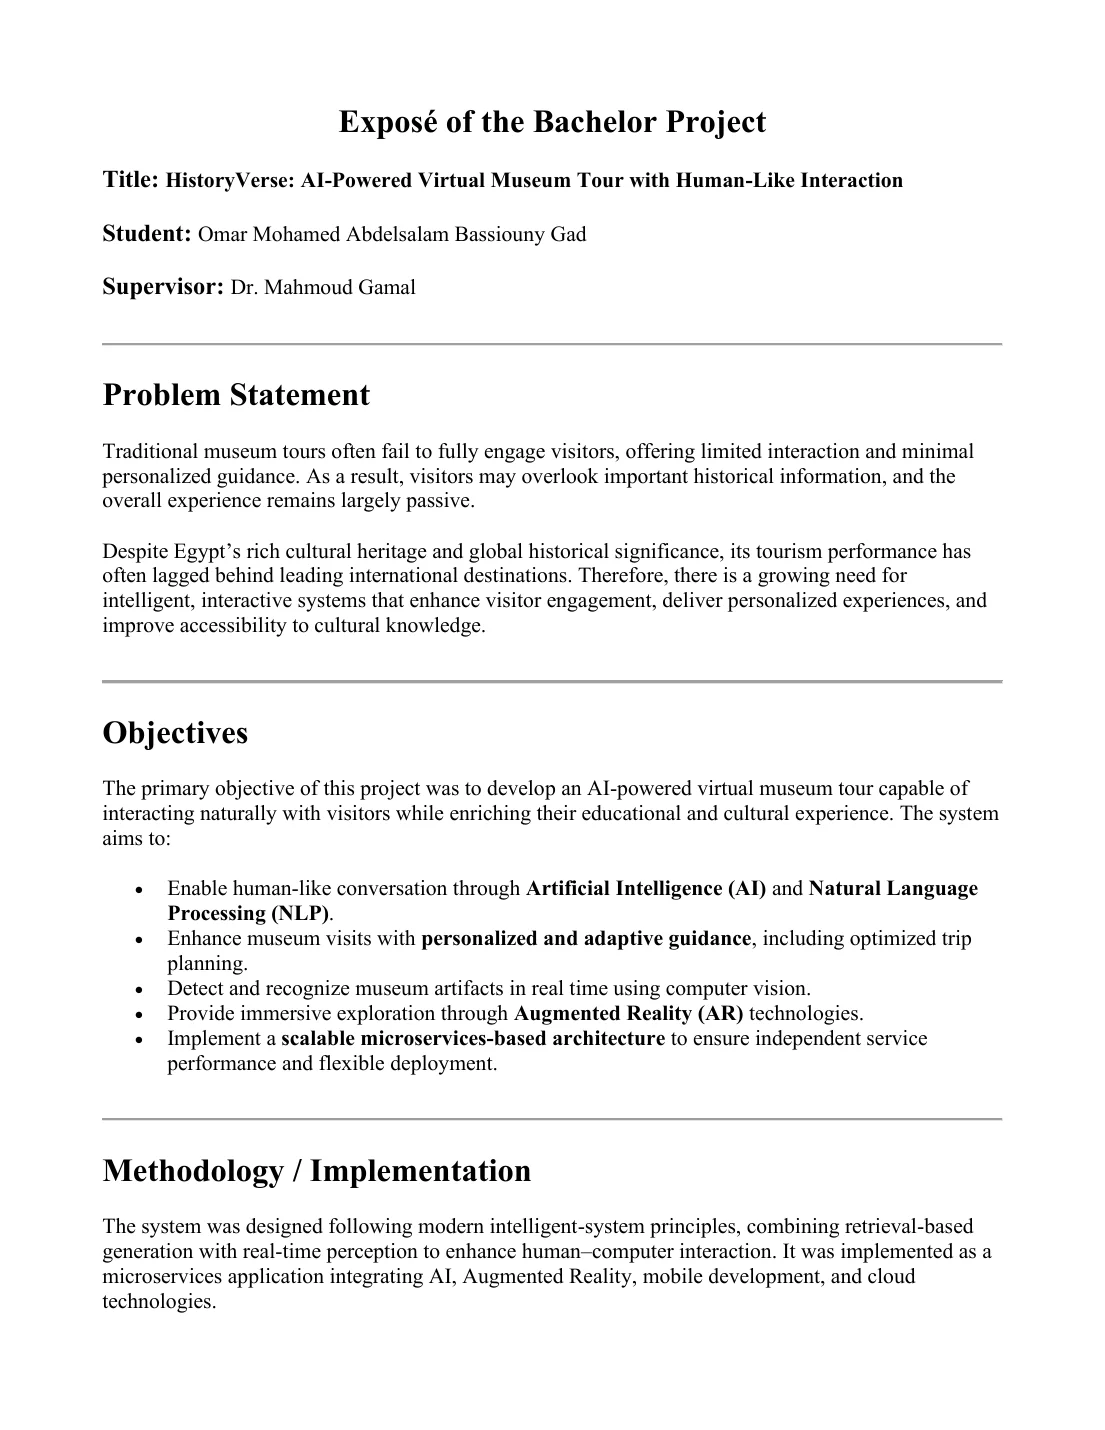 Exposé of the Bachelor Project
Title: HistoryVerse: AI-Powered Virtual Museum Tour with Human-Like Interaction
Student: Omar Mohamed Abdelsalam Bassiouny Gad
Supervisor: Dr. Mahmoud Gamal
Problem Statement
Traditional museum tours often fail to fully engage visitors, offering limited interaction and minimal
personalized guidance. As a result, visitors may overlook important historical information, and the
overall experience remains largely passive.
Despite Egypt’s rich cultural heritage and global historical significance, its tourism performance has
often lagged behind leading international destinations. Therefore, there is a growing need for
intelligent, interactive systems that enhance visitor engagement, deliver personalized experiences, and
improve accessibility to cultural knowledge.
Objectives
The primary objective of this project was to develop an AI-powered virtual museum tour capable of
interacting naturally with visitors while enriching their educational and cultural experience. The system
aims to:
• Enable human-like conversation through Artificial Intelligence (AI) and Natural Language
Processing (NLP).
• Enhance museum visits with personalized and adaptive guidance, including optimized trip
planning.
• Detect and recognize museum artifacts in real time using computer vision.
• Provide immersive exploration through Augmented Reality (AR) technologies.
• Implement a scalable microservices-based architecture to ensure independent service
performance and flexible deployment.
Methodology / Implementation
The system was designed following modern intelligent-system principles, combining retrieval-based
generation with real-time perception to enhance human–computer interaction. It was implemented as a
microservices application integrating AI, Augmented Reality, mobile development, and cloud
technologies.